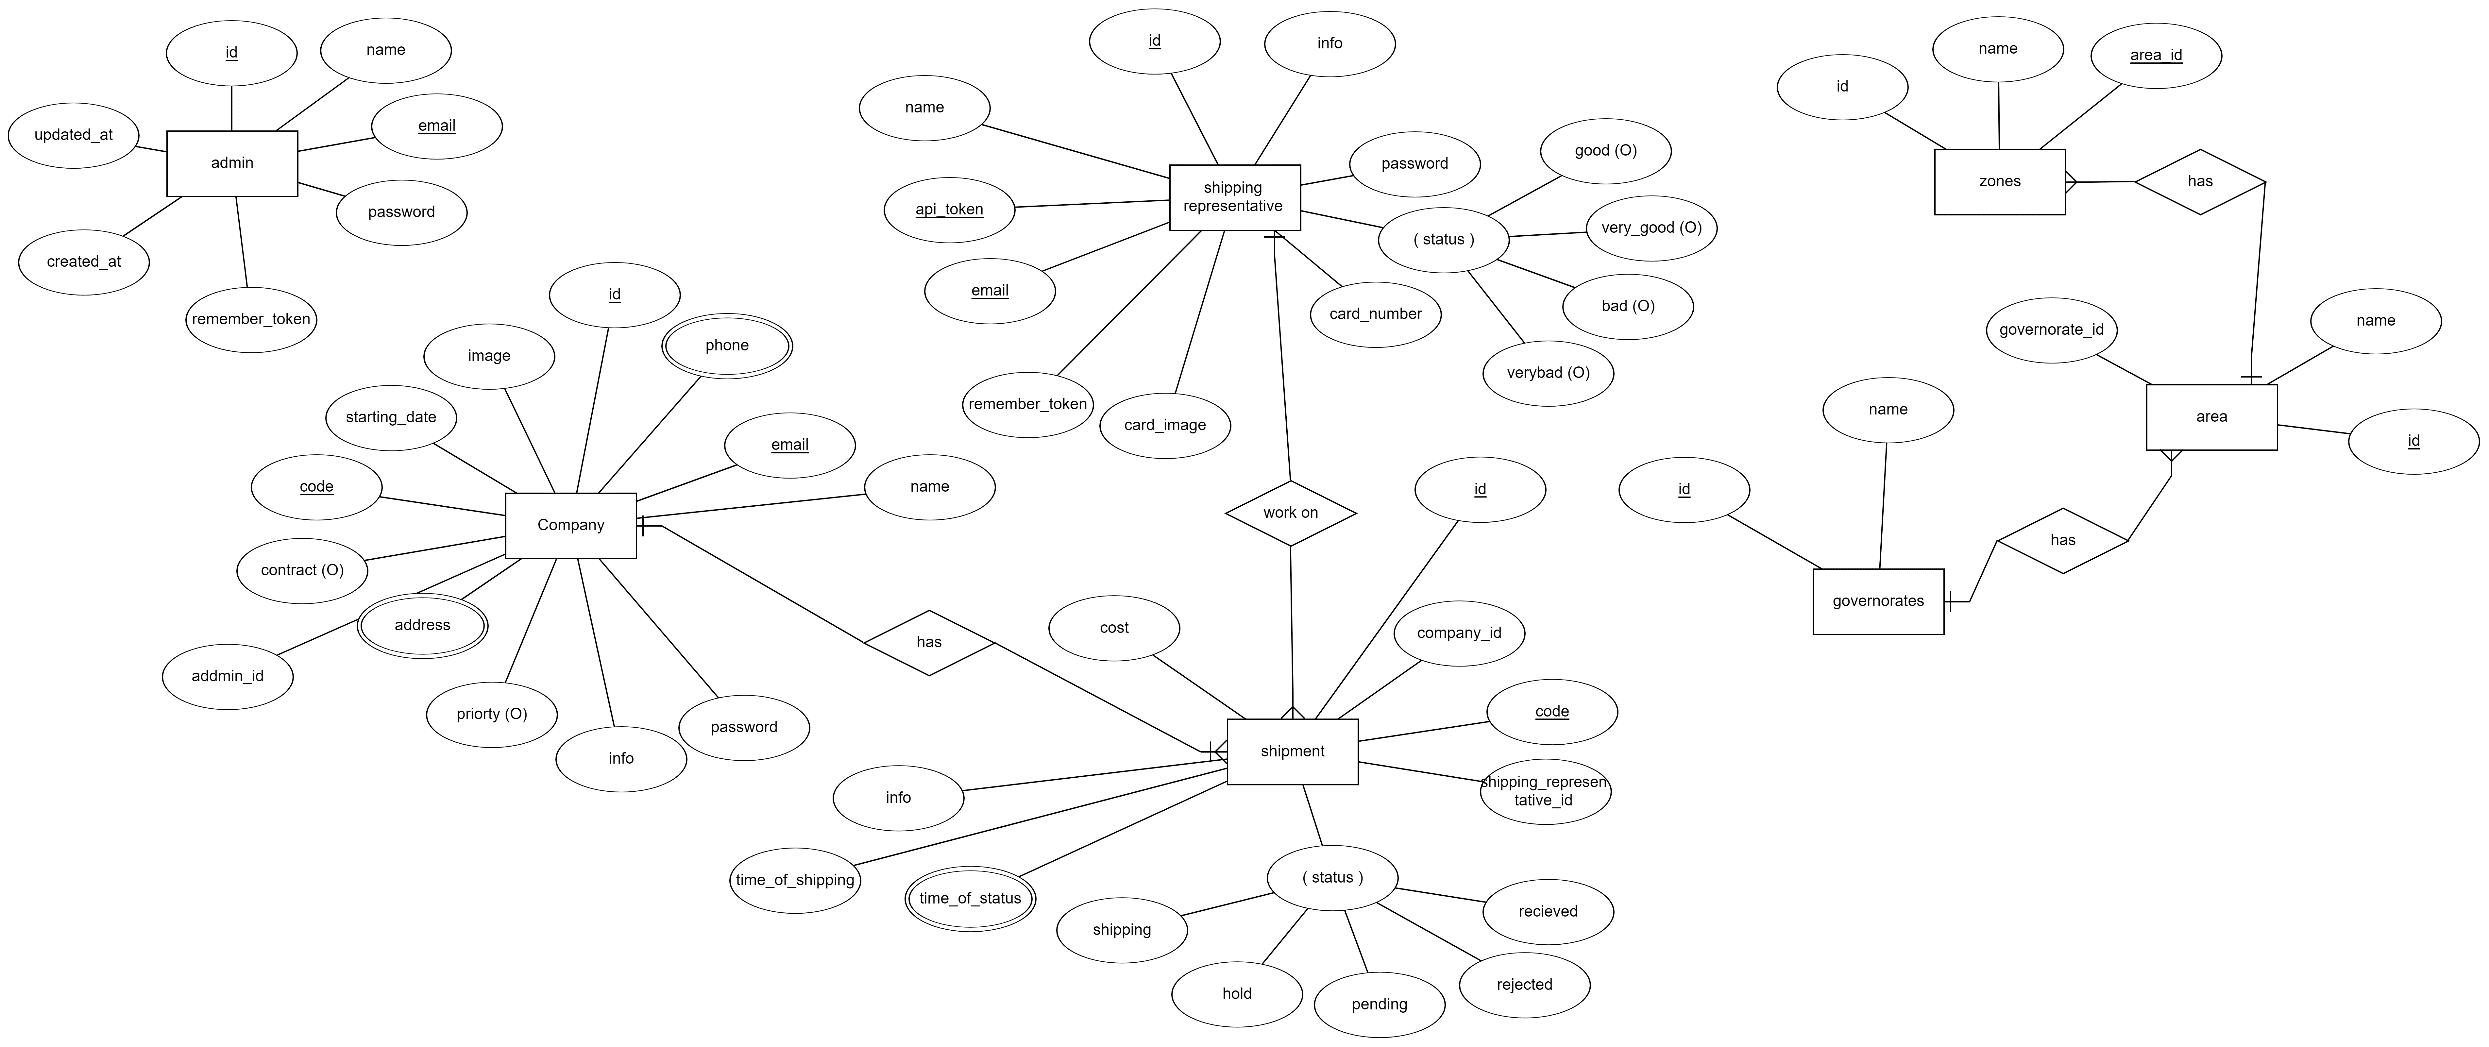 id
name
updated_at
email
admin
password
created_at
remember_token
id
info
name
password
good (O)
shipping
representative
api_token
( status )
very_good (O)
email
bad (O)
card_number
verybad (O)
remember_token
card_image
id
name
area_id
zones
has
governorate_id
name
area
id
name
id
has
governorates
id
image
phone
starting_date
email
code
name
Company
contract (O)
address
addmin_id
priorty (O)
info
password
has
work on
id
cost
company_id
code
shipment
shipping_represen
tative_id
info
time_of_shipping
time_of_status
( status )
shipping
recieved
hold
pending
rejected